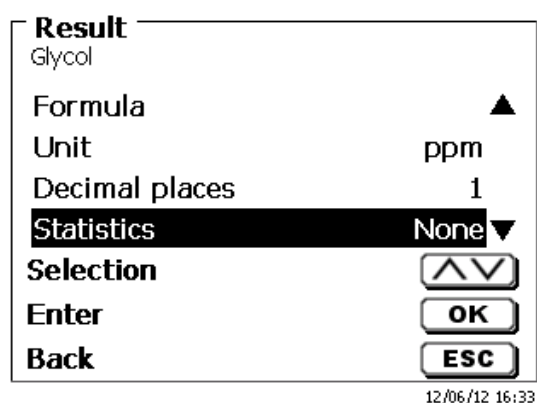 Result
Glycol
Formula
Unit ppm
Decimal places 1
Statistics None
Selection
Enter OK
Back ESC
12/06/12 16:33